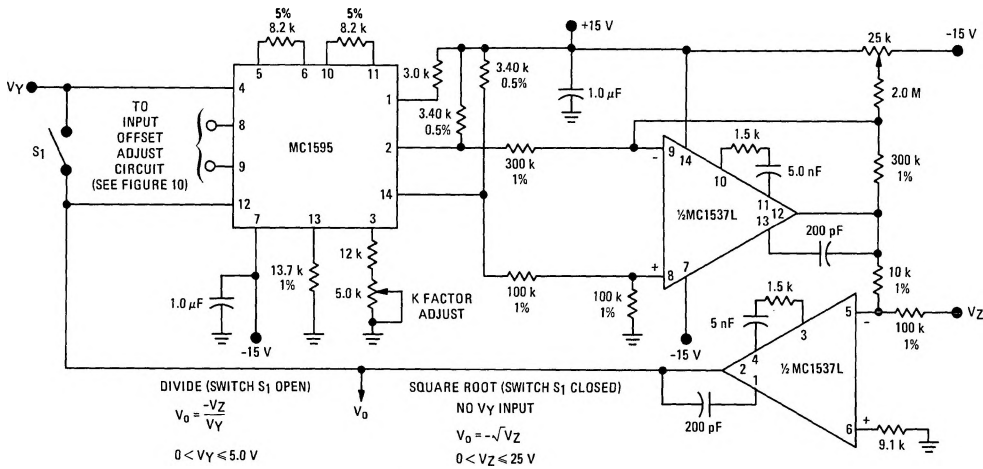 5%
8.2 k
5%
8.2 k
+15 V
25 k
-15 V
5
6
10
11
3.0 k
3.40 k
0.5%
1.0 µF
2.0 M
VY
4
1
3.40 k
0.5%
TO
INPUT
OFFSET
ADJUST
CIRCUIT
(SEE FIGURE 10)
8
9
S1
MC1595
2
300 k
1%
9
-
14
1.5 k
10
5.0 nF
300 k
1%
12
14
11
12
13
½MC1537L
200 pF
7
13
3
12 k
13.7 k
1%
1.0 µF
5.0 k
K FACTOR
ADJUST
-15 V
100 k
1%
100 k
1%
+
8
7
-15 V
10 k
1%
1.5 k
5 nF
3
5
-
100 k
1%
VZ
4
2
1
½MC1537L
200 pF
6
+
9.1 k
DIVIDE (SWITCH S1 OPEN)
VO = -VZ
VY
0 < VY ⩽ 5.0 V
VO
SQUARE ROOT (SWITCH S1 CLOSED)
NO VY INPUT
VO = -√VZ
0 < VZ ⩽ 25 V